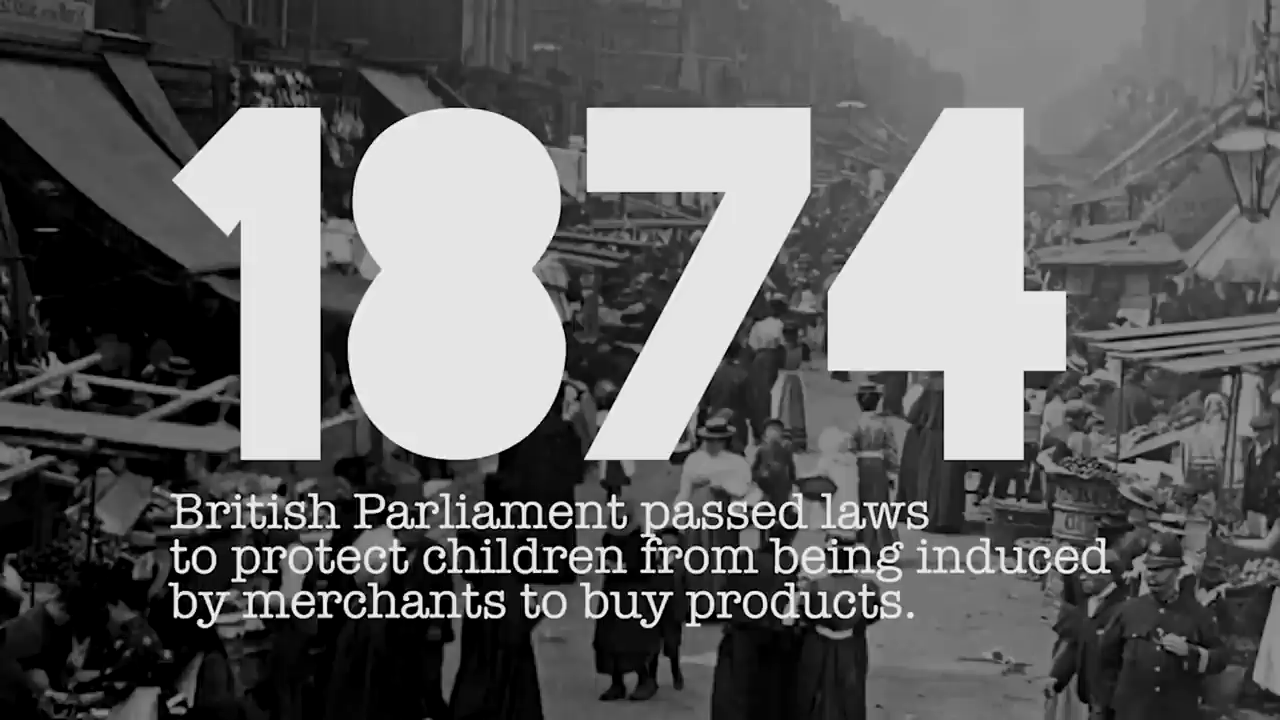 1874
British Parliament passed laws
to protect children from being induced
by merchants to buy products.